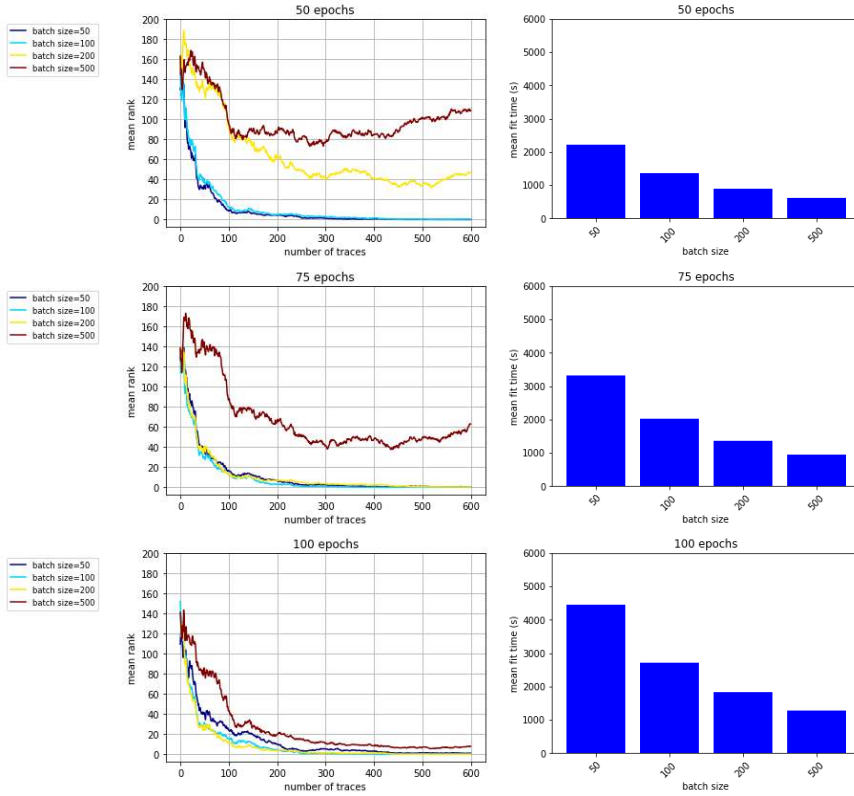 50 epochs
batch size=50
batch size=100
batch size=200
batch size=500
mean rank
200
180
160
140
120
100
80
60
40
20
0
0 100 200 300 400 500 600
number of traces
50 epochs
mean fit time (s)
6000
5000
4000
3000
2000
1000
0
50 100 200 500
batch size
75 epochs
batch size=50
batch size=100
batch size=200
batch size=500
mean rank
200
180
160
140
120
100
80
60
40
20
0
0 100 200 300 400 500 600
number of traces
75 epochs
mean fit time (s)
6000
5000
4000
3000
2000
1000
0
50 100 200 500
batch size
100 epochs
batch size=50
batch size=100
batch size=200
batch size=500
mean rank
200
180
160
140
120
100
80
60
40
20
0
0 100 200 300 400 500 600
number of traces
100 epochs
mean fit time (s)
6000
5000
4000
3000
2000
1000
0
50 100 200 500
batch size